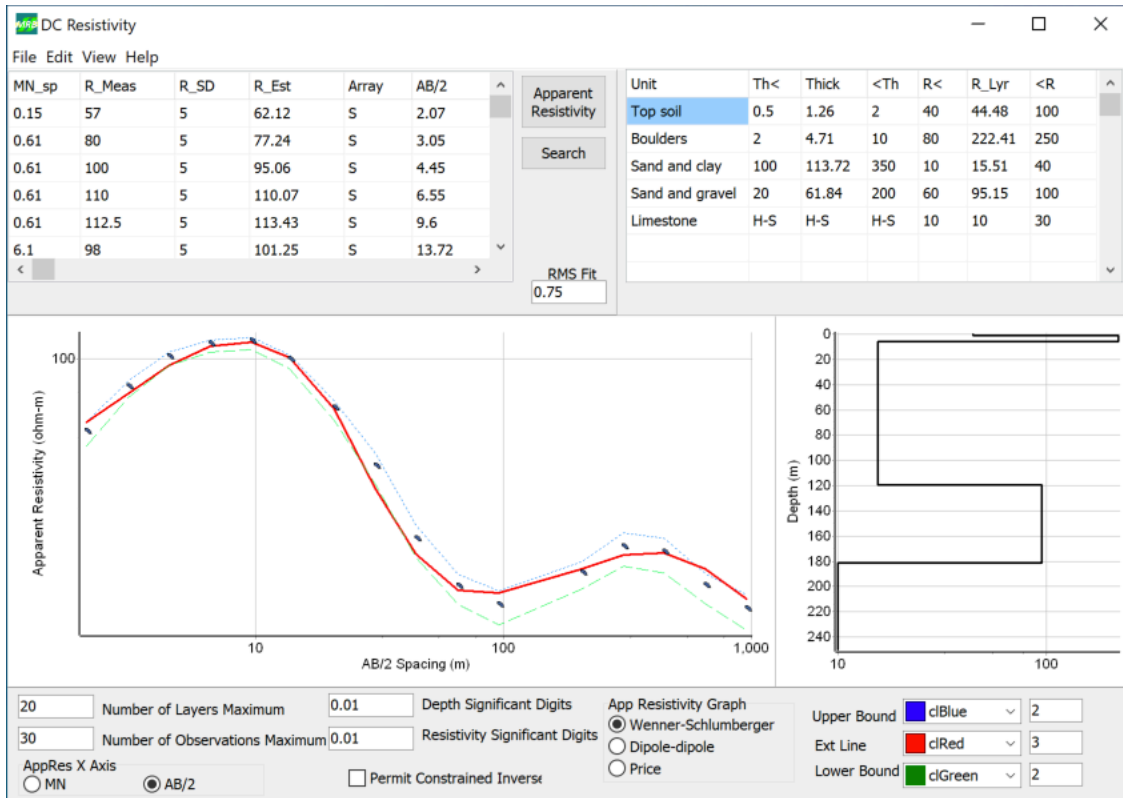 DC Resistivity
File Edit View Help
MN_sp R_Meas R_SD R_Est Array AB/2
0.15 57 5 62.12 S 2.07
0.61 80 5 77.24 S 3.05
0.61 100 5 95.06 S 4.45
0.61 110 5 110.07 S 6.55
0.61 112.5 5 113.43 S 9.6
6.1 98 5 101.25 S 13.72
Apparent
Resistivity
Search
RMS Fit
0.75
Unit Th< Thick <Th R< R_Lyr <R
Top soil 0.5 1.26 2 40 44.48 100
Boulders 2 4.71 10 80 222.41 250
Sand and clay 100 113.72 350 10 15.51 40
Sand and gravel 20 61.84 200 60 95.15 100
Limestone H-S H-S H-S 10 10 30
Apparent Resistivity (ohm-m)
100
10 100 1,000
AB/2 Spacing (m)
Depth (m)
0
20
40
60
80
100
120
140
160
180
200
220
240
10 100
20 Number of Layers Maximum
30 Number of Observations Maximum
AppRes X Axis
MN AB/2
0.01 Depth Significant Digits
0.01 Resistivity Significant Digits
Permit Constrained Inverse
App Resistivity Graph
Wenner-Schlumberger
Dipole-dipole
Price
Upper Bound clBlue 2
Ext Line clRed 3
Lower Bound clGreen 2